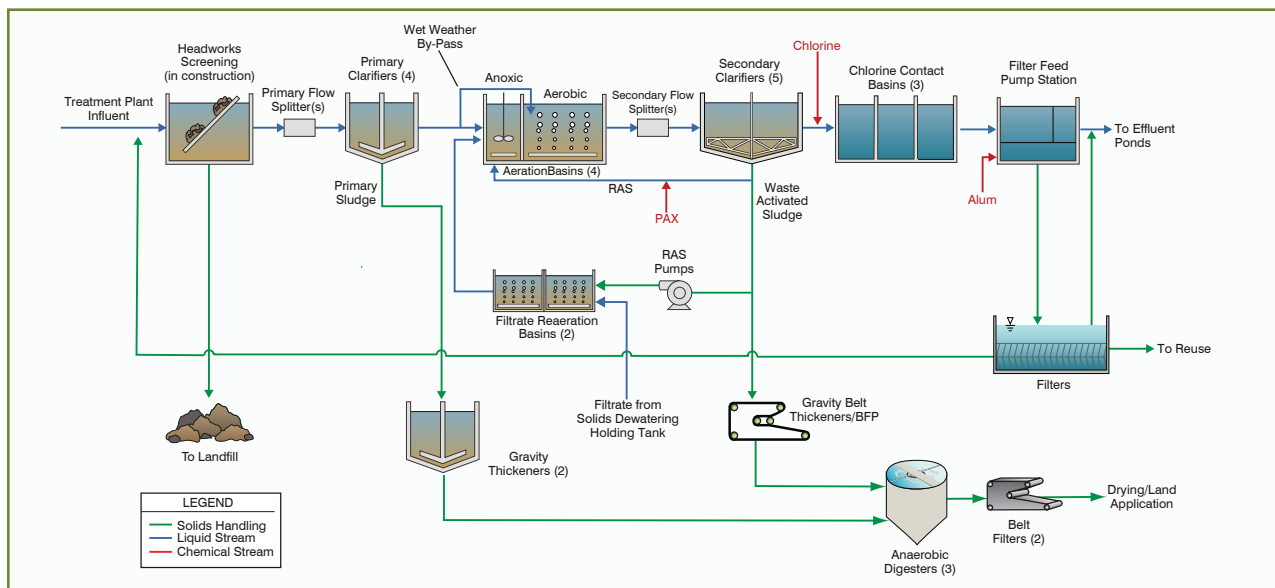 Wet Weather
By-Pass
Headworks
Screening
(in construction)
Primary
Clarifiers (4)
Secondary
Clarifiers (5)
Chlorine
Chlorine Contact
Basins (3)
Filter Feed
Pump Station
Treatment Plant
Influent
Primary Flow
Splitter(s)
Anoxic
Aerobic
Secondary Flow
Splitter(s)
To Effluent
Ponds
AerationBasins (4)
RAS
Primary
Sludge
PAX
Waste
Activated
Sludge
Alum
RAS
Pumps
Filtrate Reaeration
Basins (2)
To Reuse
Filters
Filtrate from
Solids Dewatering
Holding Tank
Gravity Belt
Thickeners/BFP
To Landfill
Gravity
Thickeners (2)
LEGEND
Solids Handling
Liquid Stream
Chemical Stream
Drying/Land
Application
Belt
Filters (2)
Anaerobic
Digesters (3)